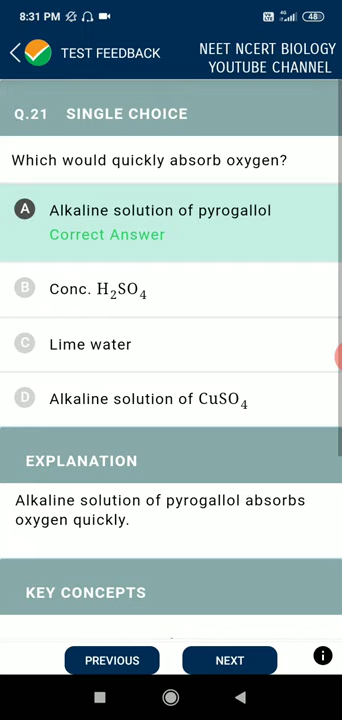 8:31 PM
4G
48
TEST FEEDBACK
NEET NCERT BIOLOGY
YOUTUBE CHANNEL
Q.21 SINGLE CHOICE
Which would quickly absorb oxygen?
A Alkaline solution of pyrogallol
Correct Answer
B Conc. H₂SO₄
C Lime water
D Alkaline solution of CuSO₄
EXPLANATION
Alkaline solution of pyrogallol absorbs
oxygen quickly.
KEY CONCEPTS
PREVIOUS
NEXT
i